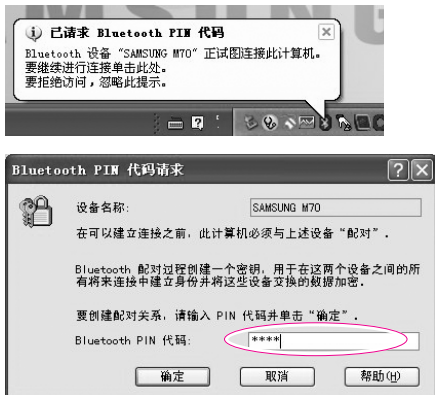 已请求 Bluetooth PIN 代码
Bluetooth 设备 “SAMSUNG M70” 正试图连接此计算机。
要继续进行连接单击此处。
要拒绝访问，忽略此提示。
Bluetooth PIN 代码请求
设备名称:
SAMSUNG M70
在可以建立连接之前，此计算机必须与上述设备“配对”.
Bluetooth 配对过程创建一个密钥，用于在这两个设备之间的所
有将来连接中建立身份并将这些设备交换的数据加密.
要创建配对关系，请输入 PIN 代码并单击“确定”.
Bluetooth PIN 代码:
****
确定
取消
帮助(H)